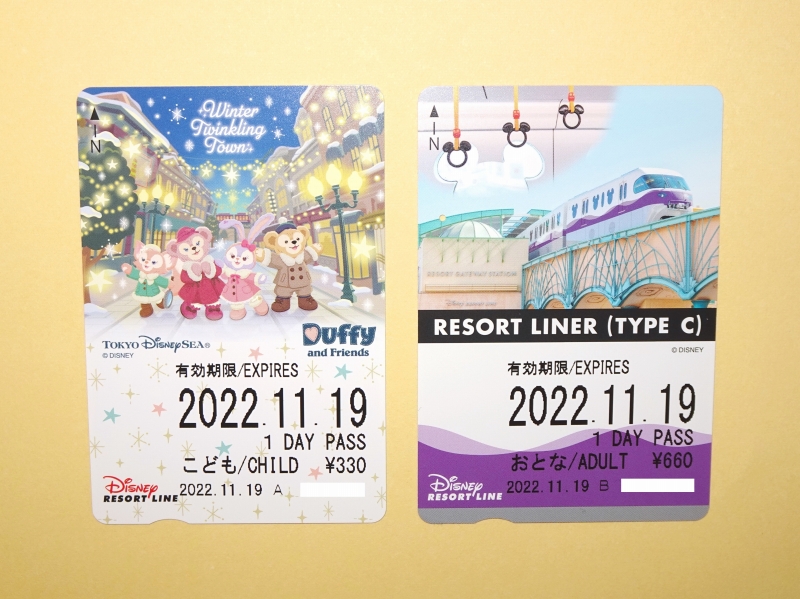 IN
Winter
Twinkling
Town
TOKYO DISNEYSEA®
© DISNEY
Duffy
and Friends
有効期限/EXPIRES
2022.11.19
1 DAY PASS
こども/CHILD ¥330
Disney
RESORT LINE
2022.11.19 A
IN
RESORT GATEWAY STATION
RESORT LINER (TYPE C)
© DISNEY
有効期限/EXPIRES
2022.11.19
1 DAY PASS
おとな/ADULT ¥660
Disney
RESORT LINE
2022.11.19 B